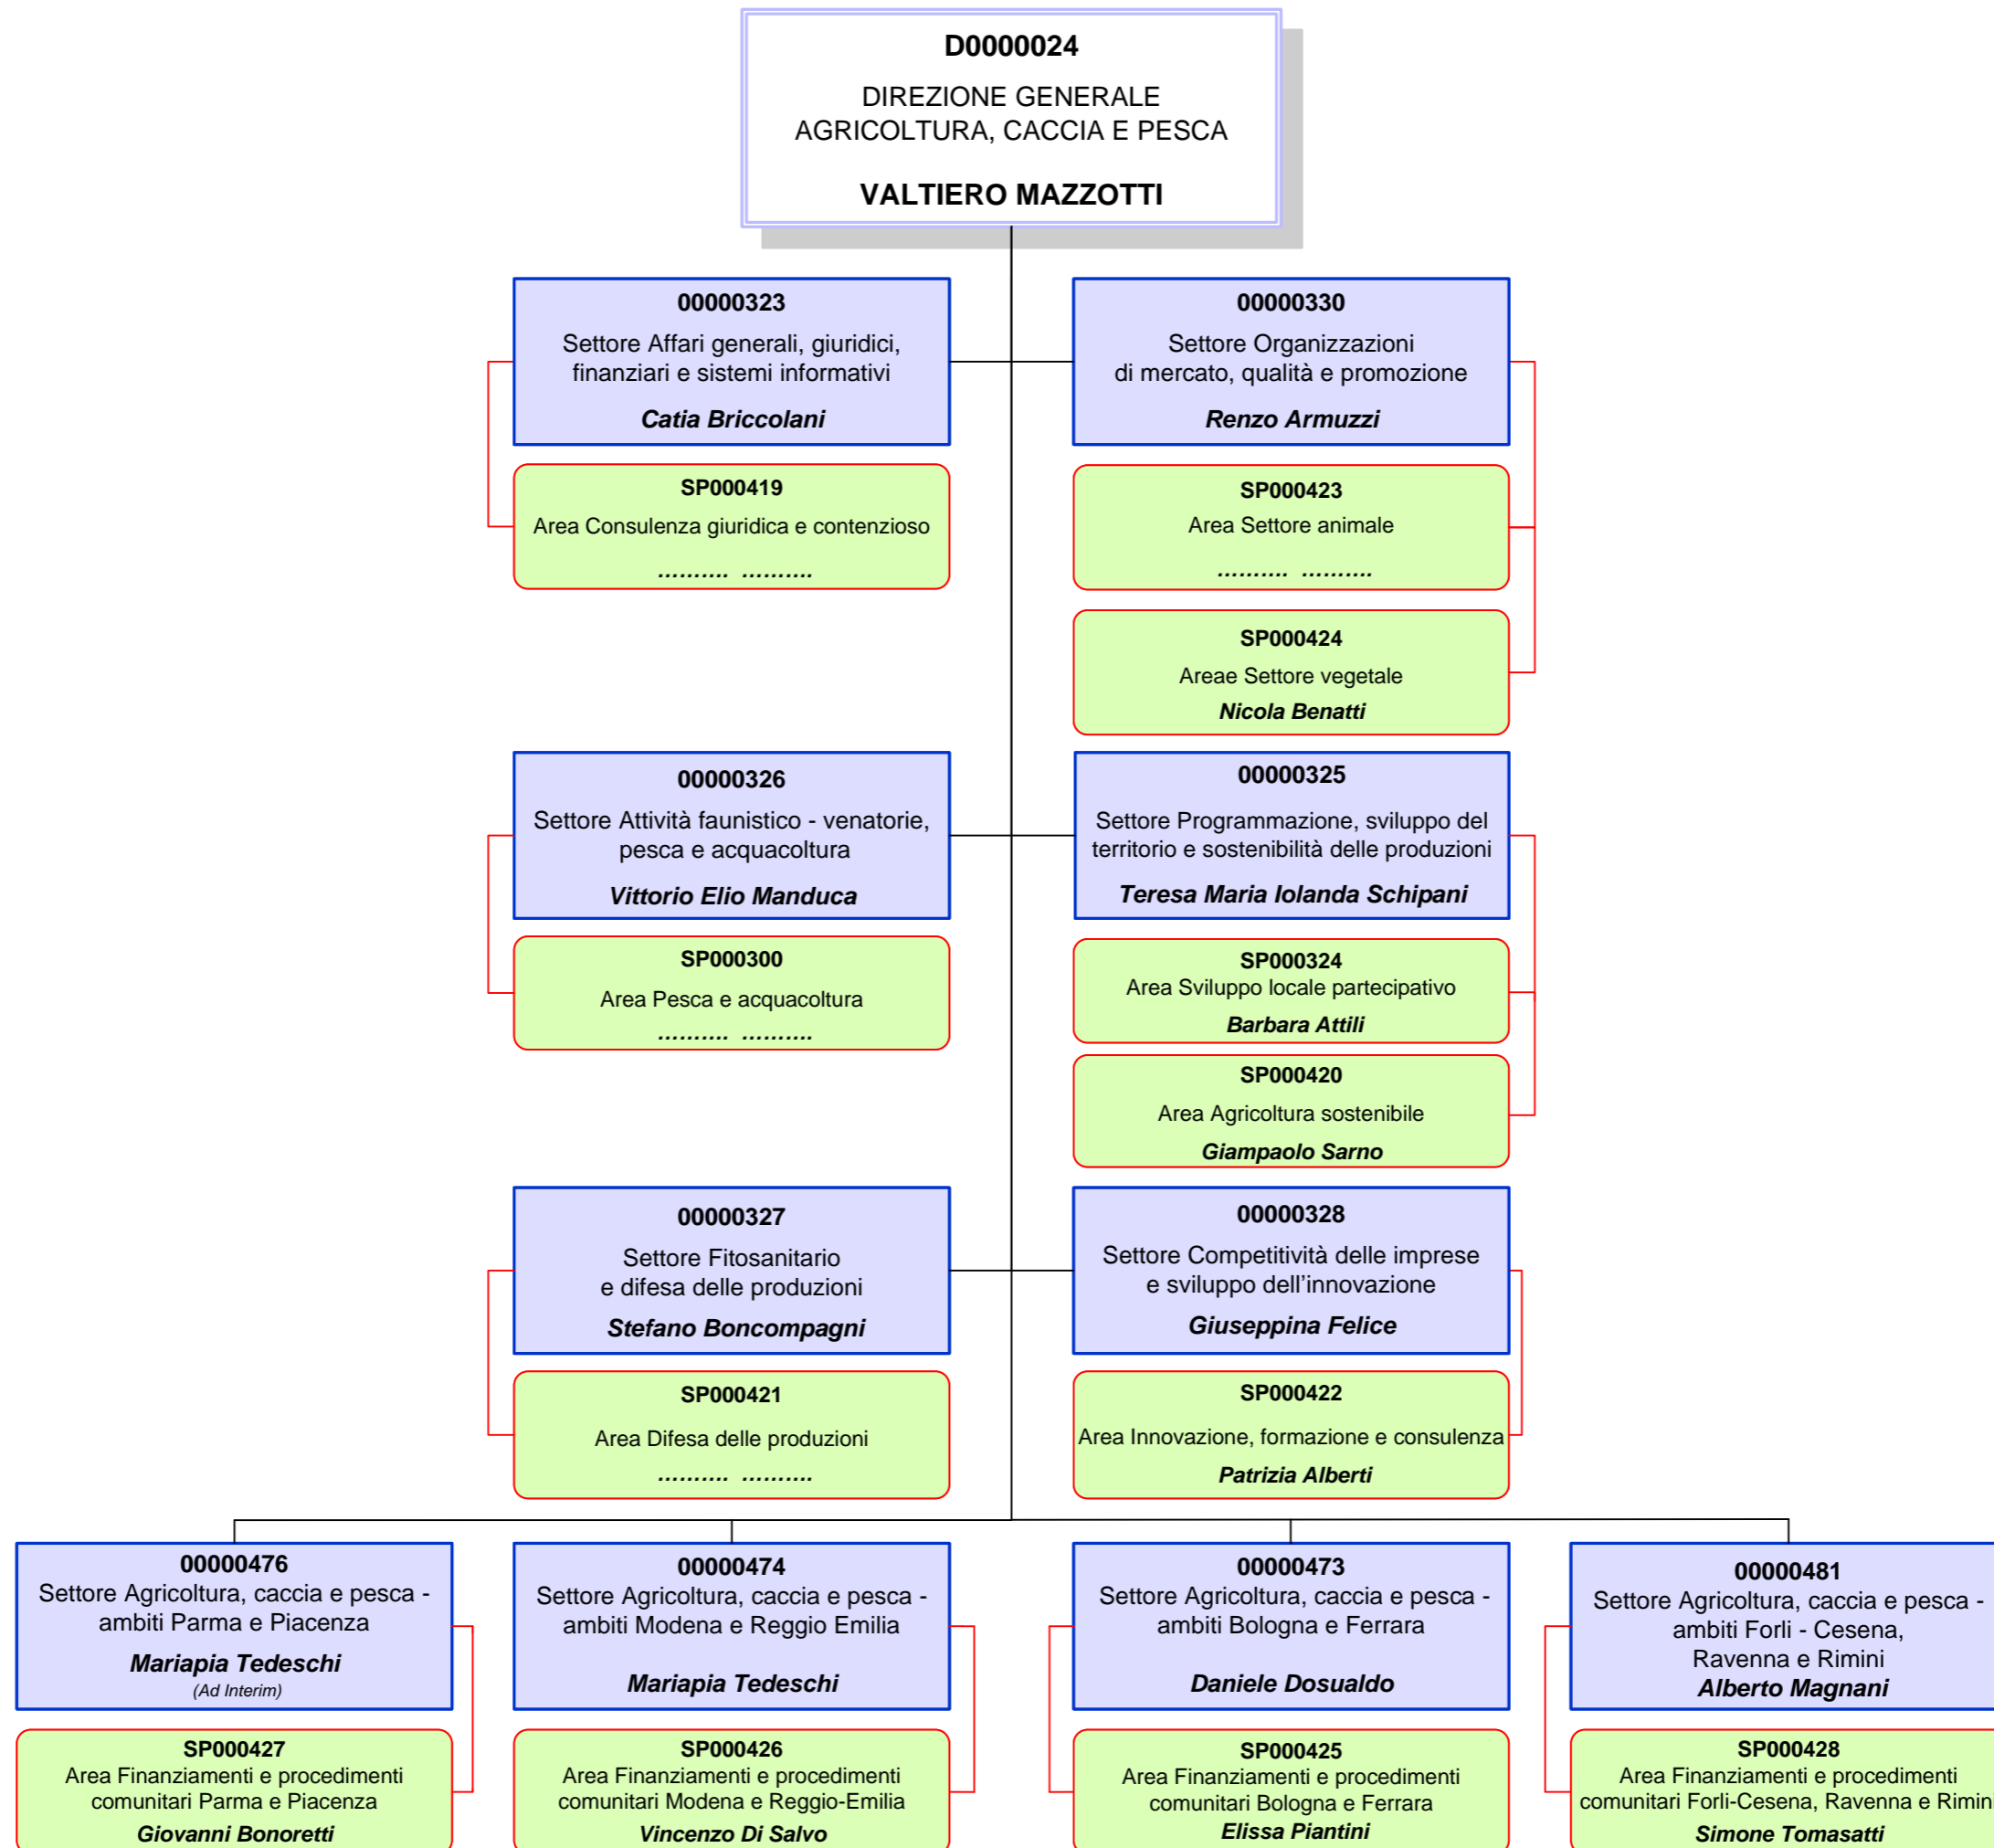 D0000024
DIREZIONE GENERALE
AGRICOLTURA, CACCIA E PESCA
VALTIERO MAZZOTTI
00000323
Settore Affari generali, giuridici,
finanziari e sistemi informativi
Catia Briccolani
00000330
Settore Organizzazioni
di mercato, qualità e promozione
Renzo Armuzzi
SP000419
Area Consulenza giuridica e contenzioso
.......... ..........
SP000423
Area Settore animale
.......... ..........
SP000424
Areae Settore vegetale
Nicola Benatti
00000326
Settore Attività faunistico - venatorie,
pesca e acquacoltura
Vittorio Elio Manduca
00000325
Settore Programmazione, sviluppo del
territorio e sostenibilità delle produzioni
Teresa Maria Iolanda Schipani
SP000300
Area Pesca e acquacoltura
.......... ..........
SP000324
Area Sviluppo locale partecipativo
Barbara Attili
SP000420
Area Agricoltura sostenibile
Giampaolo Sarno
00000327
Settore Fitosanitario
e difesa delle produzioni
Stefano Boncompagni
00000328
Settore Competitività delle imprese
e sviluppo dell'innovazione
Giuseppina Felice
SP000421
Area Difesa delle produzioni
.......... ..........
SP000422
Area Innovazione, formazione e consulenza
Patrizia Alberti
00000476
Settore Agricoltura, caccia e pesca -
ambiti Parma e Piacenza
Mariapia Tedeschi
(Ad Interim)
00000474
Settore Agricoltura, caccia e pesca -
ambiti Modena e Reggio Emilia
Mariapia Tedeschi
00000473
Settore Agricoltura, caccia e pesca -
ambiti Bologna e Ferrara
Daniele Dosualdo
00000481
Settore Agricoltura, caccia e pesca -
ambiti Forli - Cesena,
Ravenna e Rimini
Alberto Magnani
SP000427
Area Finanziamenti e procedimenti
comunitari Parma e Piacenza
Giovanni Bonoretti
SP000426
Area Finanziamenti e procedimenti
comunitari Modena e Reggio-Emilia
Vincenzo Di Salvo
SP000425
Area Finanziamenti e procedimenti
comunitari Bologna e Ferrara
Elissa Piantini
SP000428
Area Finanziamenti e procedimenti
comunitari Forli-Cesena, Ravenna e Rimini
Simone Tomasatti